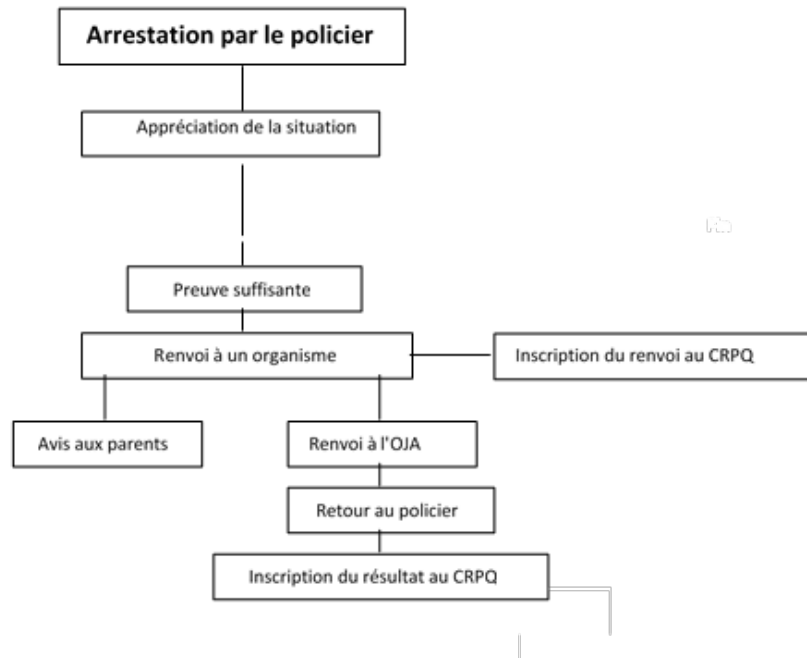 Arrestation par le policier
Appréciation de la situation
Preuve suffisante
Renvoi à un organisme
Inscription du renvoi au CRPQ
Avis aux parents
Renvoi à l'OJA
Retour au policier
Inscription du résultat au CRPQ